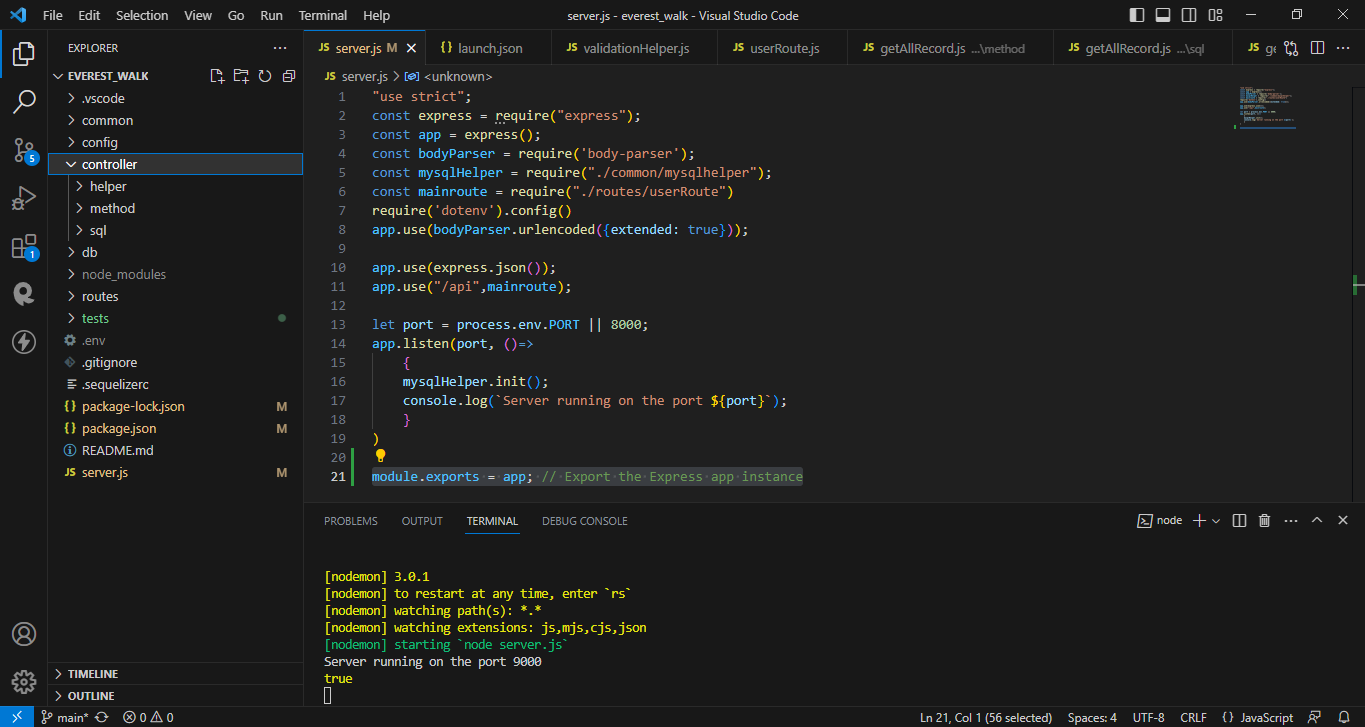 File Edit Selection View Go Run Terminal Help
server.js - everest_walk - Visual Studio Code
EXPLORER
EVEREST_WALK
.vscode
common
config
controller
helper
method
sql
db
node_modules
routes
tests
.env
.gitignore
.sequelizerc
package-lock.json M
package.json M
README.md
JS server.js M
TIMELINE
OUTLINE
5
1
JS server.js M
launch.json
JS validationHelper.js
JS userRoute.js
JS getAllRecord.js ...\method
JS getAllRecord.js ...\sql
JS ge
JS server.js > <unknown>
1 "use strict";
2 const express = require("express");
3 const app = express();
4 const bodyParser = require('body-parser');
5 const mysqlHelper = require("./common/mysqlhelper");
6 const mainroute = require("./routes/userRoute")
7 require('dotenv').config()
8 app.use(bodyParser.urlencoded({extended: true}));
9
10 app.use(express.json());
11 app.use("/api",mainroute);
12
13 let port = process.env.PORT || 8000;
14 app.listen(port, ()=>
15 {
16 mysqlHelper.init();
17 console.log(`Server running on the port ${port}`);
18 }
19 )
20
21 module.exports = app; // Export the Express app instance
PROBLEMS OUTPUT TERMINAL DEBUG CONSOLE
node
[nodemon] 3.0.1
[nodemon] to restart at any time, enter `rs`
[nodemon] watching path(s): *.*
[nodemon] watching extensions: js,mjs,cjs,json
[nodemon] starting `node server.js`
Server running on the port 9000
true
main* 0 0
Ln 21, Col 1 (56 selected) Spaces: 4 UTF-8 CRLF {} JavaScript